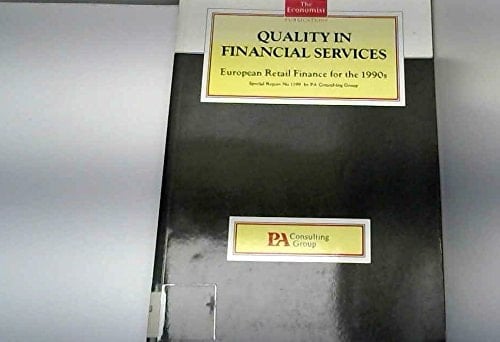 The
Economist
PUBLICATIONS
QUALITY IN
FINANCIAL SERVICES
European Retail Finance for the 1990s
Special Report No 1199 by PA Consulting Group
PA Consulting
Group